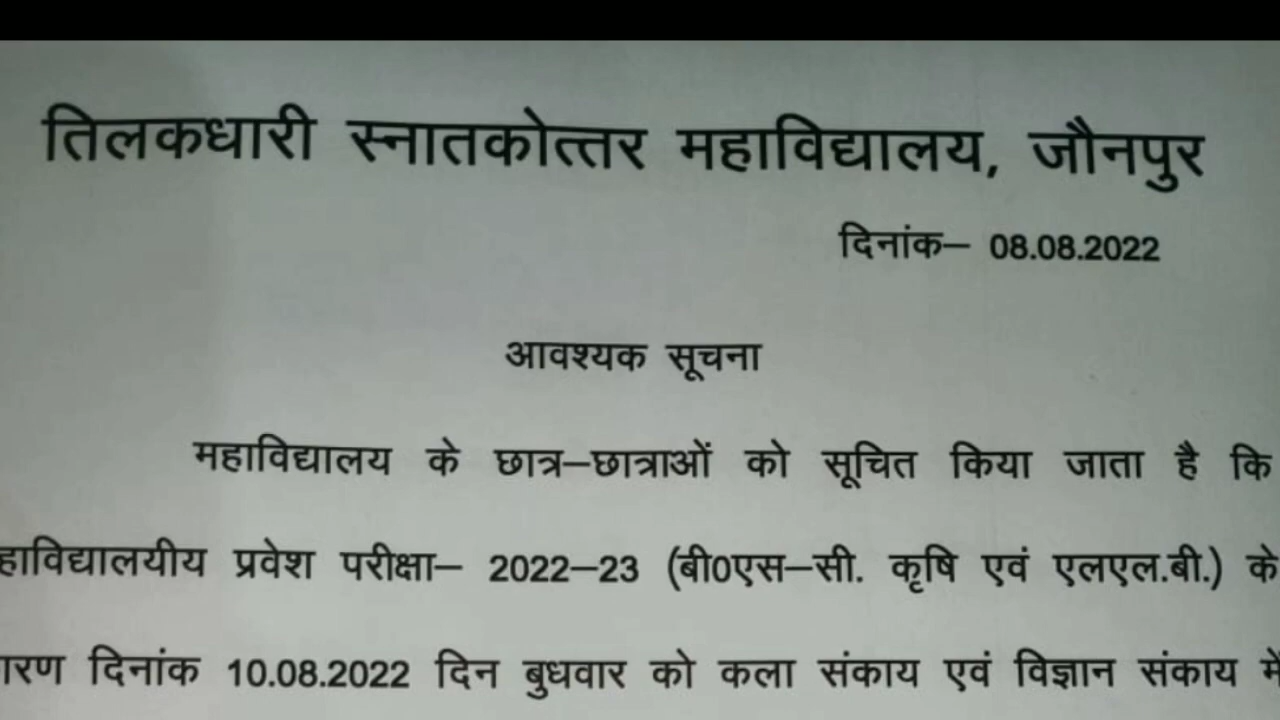 तिलकधारी स्नातकोत्तर महाविद्यालय, जौनपुर
दिनांक– 08.08.2022
आवश्यक सूचना
महाविद्यालय के छात्र–छात्राओं को सूचित किया जाता है कि
हाविद्यालयीय प्रवेश परीक्षा– 2022–23 (बी0एस–सी. कृषि एवं एलएल.बी.) के
ारण दिनांक 10.08.2022 दिन बुधवार को कला संकाय एवं विज्ञान संकाय में